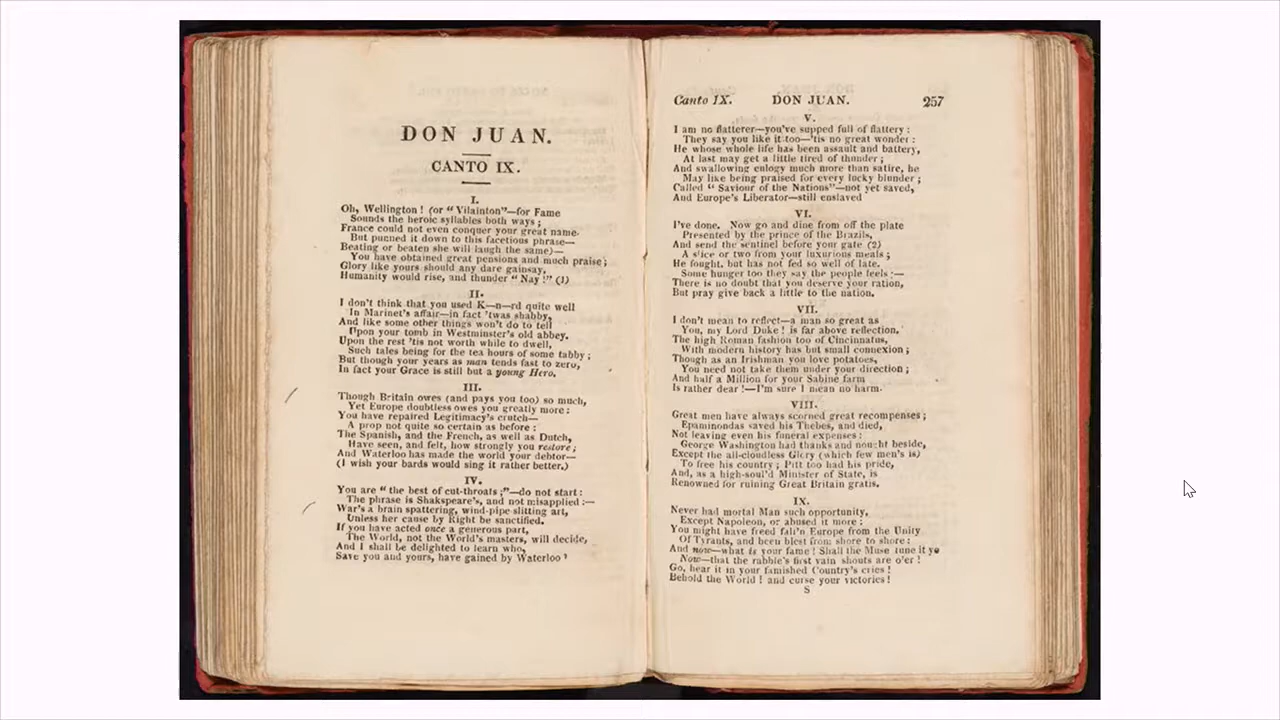 DON JUAN.
CANTO IX.
I.
Oh, Wellington! (or "Vilainton"—for Fame
Sounds the heroic syllables both ways;
France could not even conquer your great name.
But punned it down to this facetious phrase—
Beating or beaten she will laugh the same)—
You have obtained great pensions and much praise;
Glory like yours should any dare gainsay,
Humanity would rise, and thunder "Nay!" (1)
II.
I don't think that you used K—n—rd quite well
In Marinet's affair—in fact 'twas shabby,
And like some other things won't do to tell
Upon your tomb in Westminster's old abbey.
Upon the rest 'tis not worth while to dwell,
Such tales being for the tea hours of some tabby;
But though your years as man tends fast to zero,
In fact your Grace is still but a young Hero.
III.
Though Britain owes (and pays you too) so much,
Yet Europe doubtless owes you greatly more:
You have repaired Legitimacy's crutch—
A prop not quite so certain as before:
The Spanish, and the French, as well as Dutch,
Have seen, and felt, how strongly you restore;
And Waterloo has made the world your debtor—
(I wish your bards would sing it rather better.)
IV.
You are "the best of cut-throats;"—do not start:
The phrase is Shakspeare's, and not misapplied:—
War's a brain spattering, wind-pipe slitting art,
Unless her cause by Right be sanctified.
If you have acted once a generous part,
The World, not the World's masters, will decide,
And I shall be delighted to learn who,
Save you and yours, have gained by Waterloo?
Canto IX. DON JUAN. 257
V.
I am no flatterer—you've supped full of flattery:
They say you like it too—'tis no great wonder:
He whose whole life has been assault and battery,
At last may get a little tired of thunder;
And swallowing eulogy much more than satire, he
May like being praised for every lucky blunder;
Called "Saviour of the Nations"—not yet saved,
And Europe's Liberator—still enslaved
VI.
I've done. Now go and dine from off the plate
Presented by the prince of the Brazils,
And send the sentinel before your gate (2)
A slice or two from your luxurious meals;
He fought, but has not fed so well of late.
Some hunger too they say the people feels:—
There is no doubt that you deserve your ration,
But pray give back a little to the nation.
VII.
I don't mean to reflect—a man so great as
You, my Lord Duke! is far above reflection.
The high Roman fashion too of Cincinnatus,
With modern history has but small connexion;
Though as an Irishman you love potatoes,
You need not take them under your direction;
And half a Million for your Sabine farm
Is rather dear!—I'm sure I mean no harm.
VIII.
Great men have always scorned great recompenses;
Epaminondas saved his Thebes, and died,
Not leaving even his funeral expenses:
George Washington had thanks and nought beside,
Except the all-cloudless Glory (which few men's is)
To free his country; Pitt too had his pride,
And, as a high-soul'd Minister of State, is
Renowned for ruining Great Britain gratis.
IX.
Never had mortal Man such opportunity,
Except Napoleon, or abused it more:
You might have freed fall'n Europe from the Unity
Of Tyrants, and been blest from shore to shore:
And now—what is your fame? Shall the Muse tune it ye
Now—that the rabble's first vain shouts are o'er?
Go, hear it in your famished Country's cries!
Behold the World! and curse your victories!
S